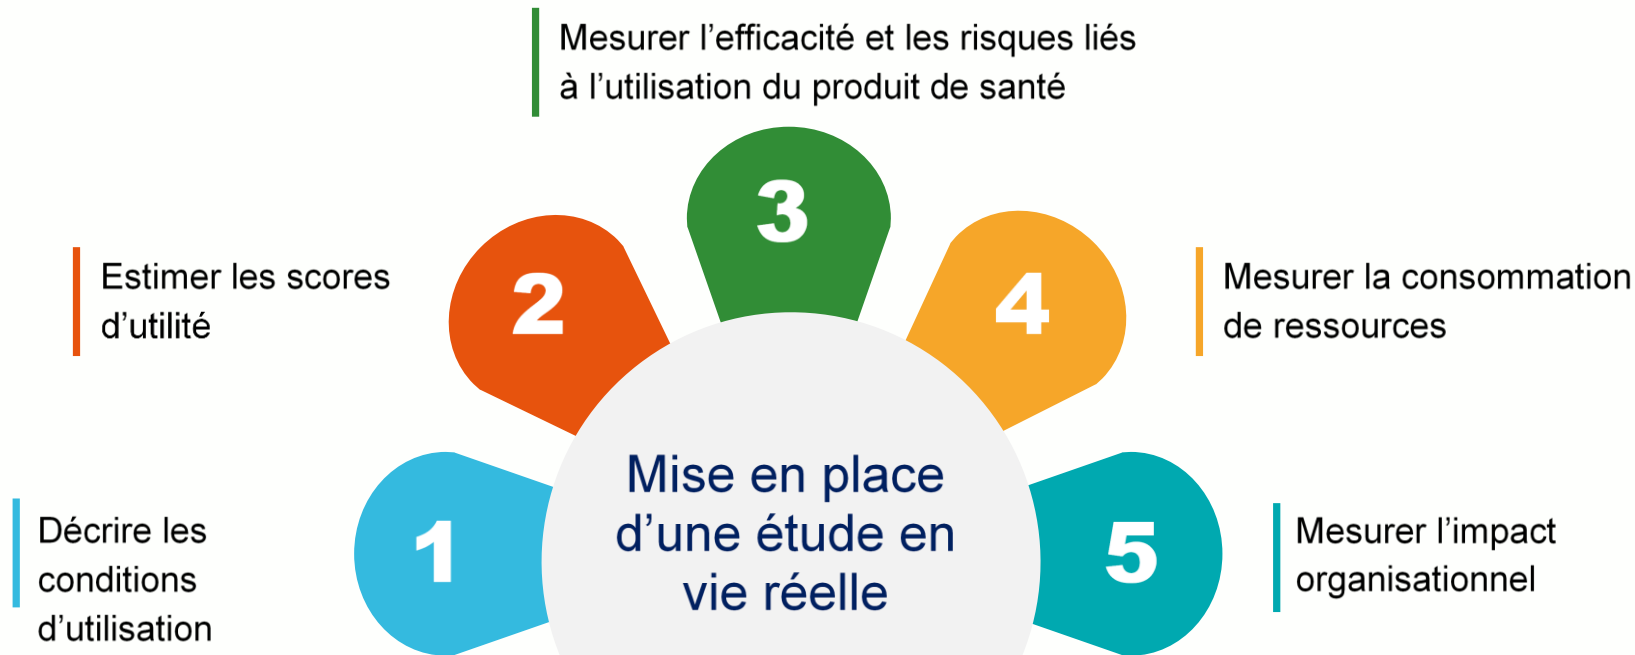 Mesurer l’efficacité et les risques liés
à l’utilisation du produit de santé
3
2
4
Estimer les scores
d’utilité
Mesurer la consommation
de ressources
Mise en place
d’une étude en
vie réelle
1
5
Décrire les
conditions
d’utilisation
Mesurer l’impact
organisationnel